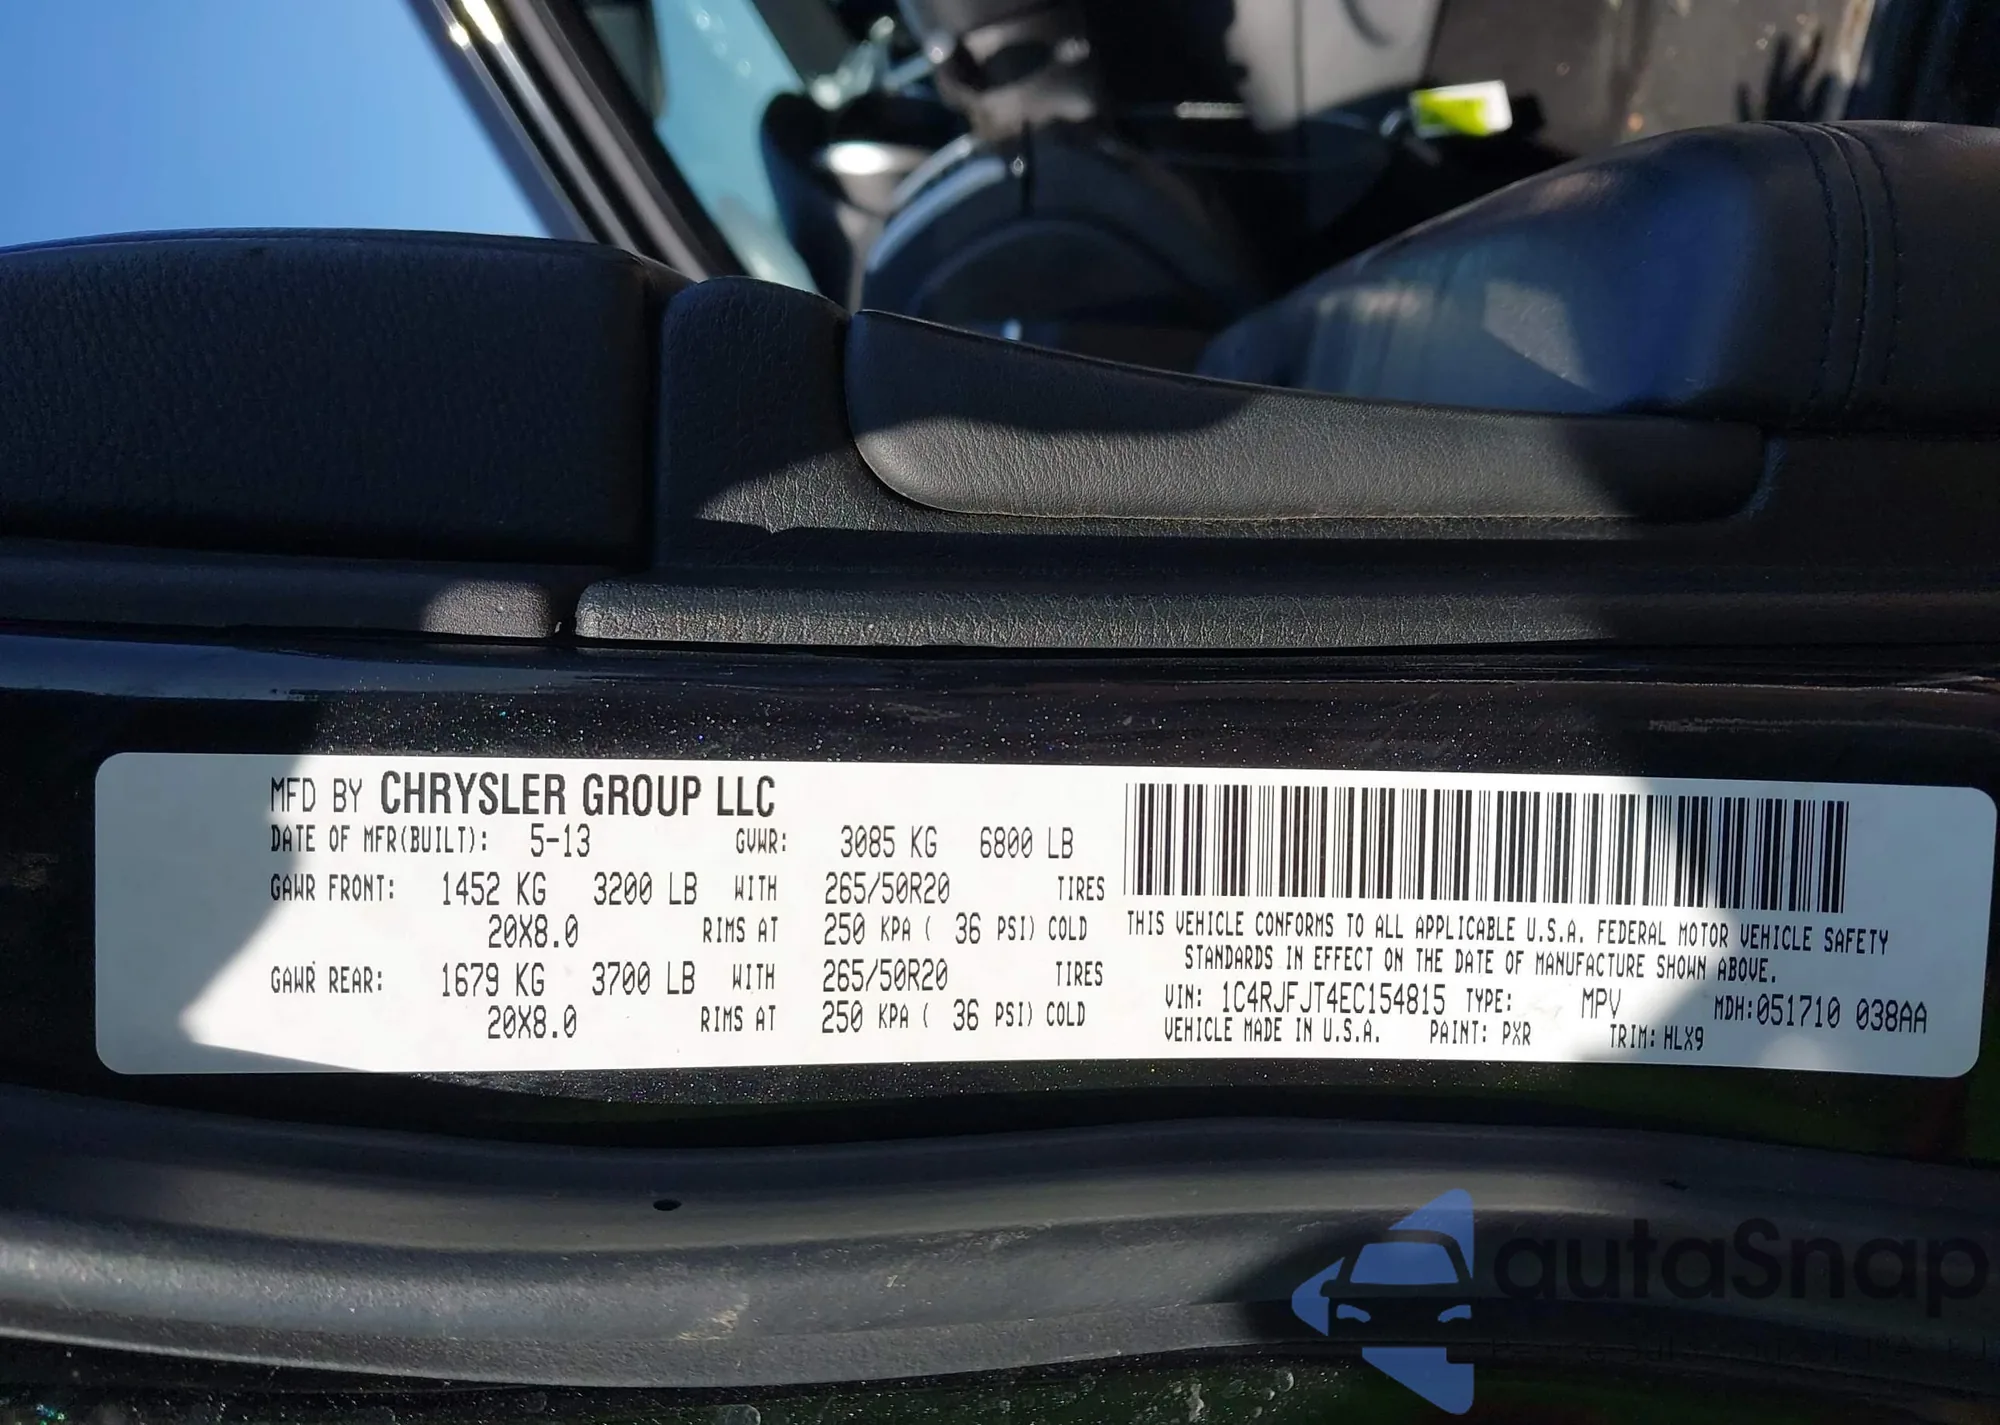 MFD BY CHRYSLER GROUP LLC
DATE OF MFR(BUILT): 5-13 GVWR: 3085 KG 6800 LB
GAWR FRONT: 1452 KG 3200 LB WITH 265/50R20 TIRES
20X8.0 RIMS AT 250 KPA ( 36 PSI) COLD
GAWR REAR: 1679 KG 3700 LB WITH 265/50R20 TIRES
20X8.0 RIMS AT 250 KPA ( 36 PSI) COLD
THIS VEHICLE CONFORMS TO ALL APPLICABLE U.S.A. FEDERAL MOTOR VEHICLE SAFETY
STANDARDS IN EFFECT ON THE DATE OF MANUFACTURE SHOWN ABOVE.
VIN: 1C4RJFJT4EC154815 TYPE: MPV MDH:051710 038AA
VEHICLE MADE IN U.S.A. PAINT: PXR TRIM: HLX9
autaSnap